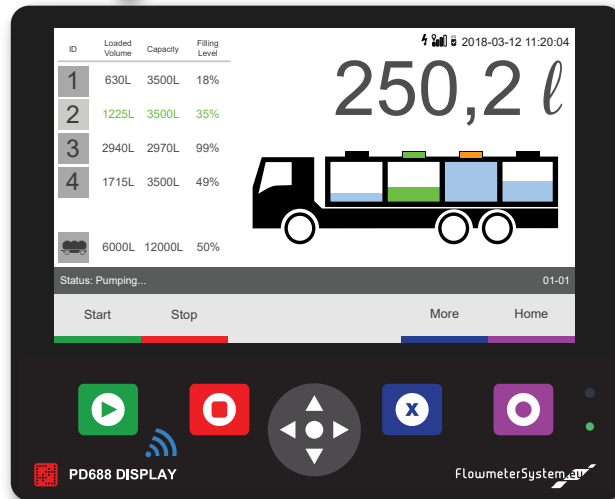 2018-03-12 11:20:04
ID Loaded Volume Capacity Filling Level
1 630L 3500L 18%
2 1225L 3500L 35%
3 2940L 2970L 99%
4 1715L 3500L 49%
6000L 12000L 50%
250,2 ℓ
Status: Pumping... 01-01
Start Stop More Home
X
PD688 DISPLAY
FlowmeterSystem.eu